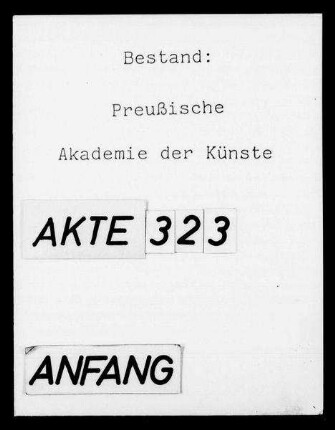 Bestand:
Preußische
Akademie der Künste
AKTE 323
ANFANG